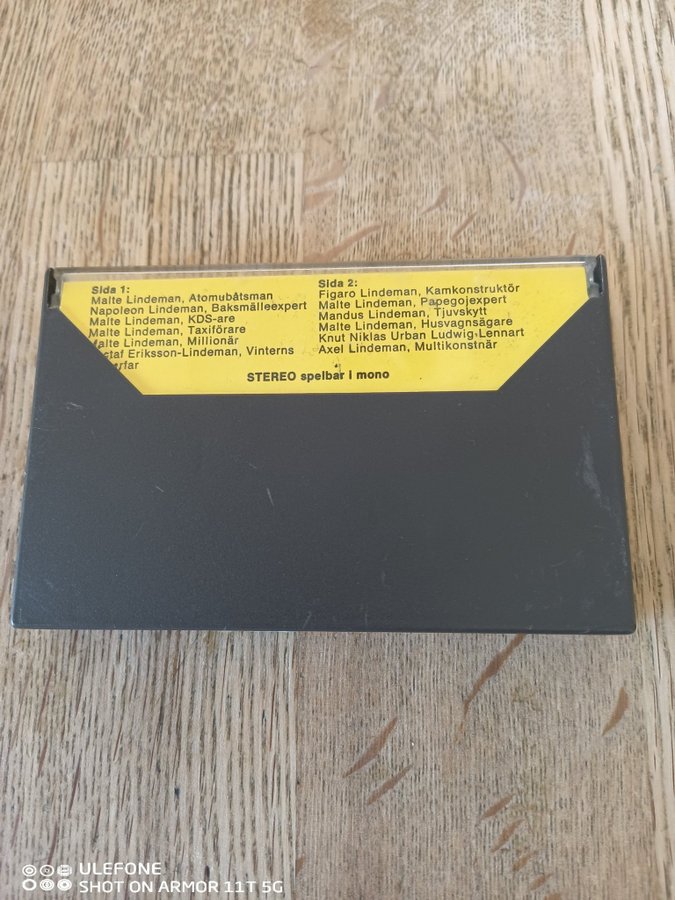 Sida 1:
Malte Lindeman, Atomubåtsman
Napoleon Lindeman, Baksmälleexpert
Malte Lindeman, KDS-are
Malte Lindeman, Taxiförare
Malte Lindeman, Millionär
Eriksson-Lindeman, Vinterns
Sida 2:
Figaro Lindeman, Kamkonstruktör
Malte Lindeman, Papegojexpert
Mandus Lindeman, Tjuvskytt
Malte Lindeman, Husvagnsägare
Knut Niklas Urban Ludwig Lennart
Axel Lindeman, Multikonstnär
STEREO spelbar i mono
ULEFONE
SHOT ON ARMOR 11T 5G